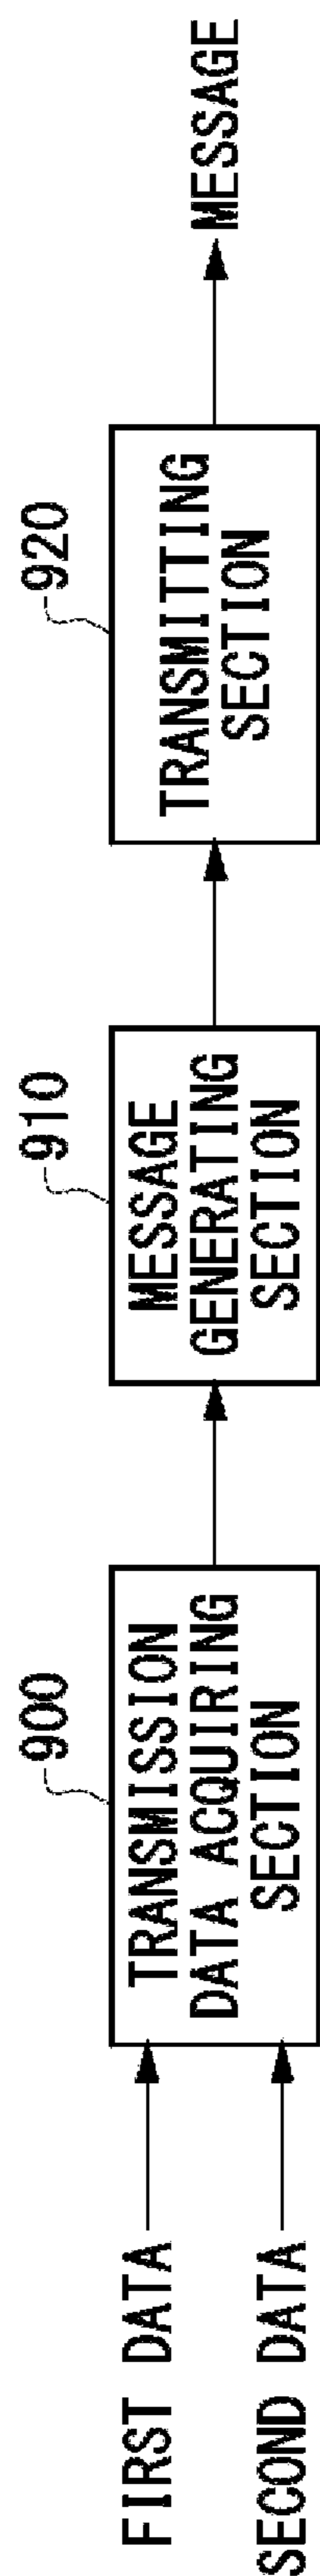 FIRST DATA
SECOND DATA
900
TRANSMISSION
DATA ACQUIRING
SECTION
910
MESSAGE
GENERATING
SECTION
920
TRANSMITTING
SECTION
MESSAGE